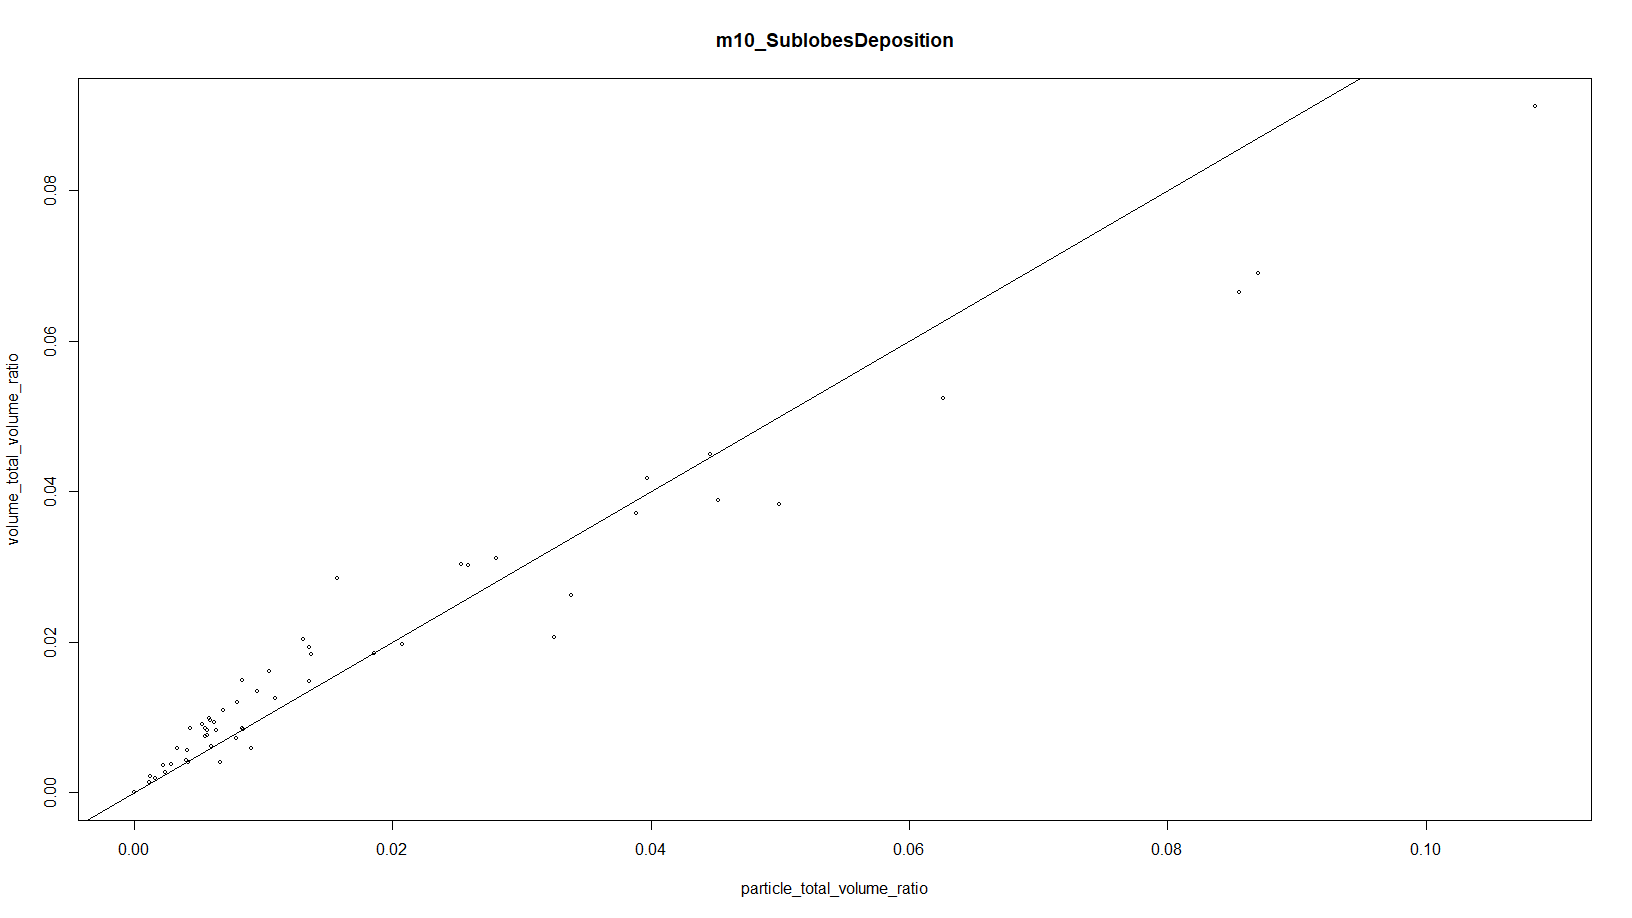 m10_SublobesDeposition
volume_total_volume_ratio
0.08
0.06
0.04
0.02
0.00
0.00 0.02 0.04 0.06 0.08 0.10
particle_total_volume_ratio